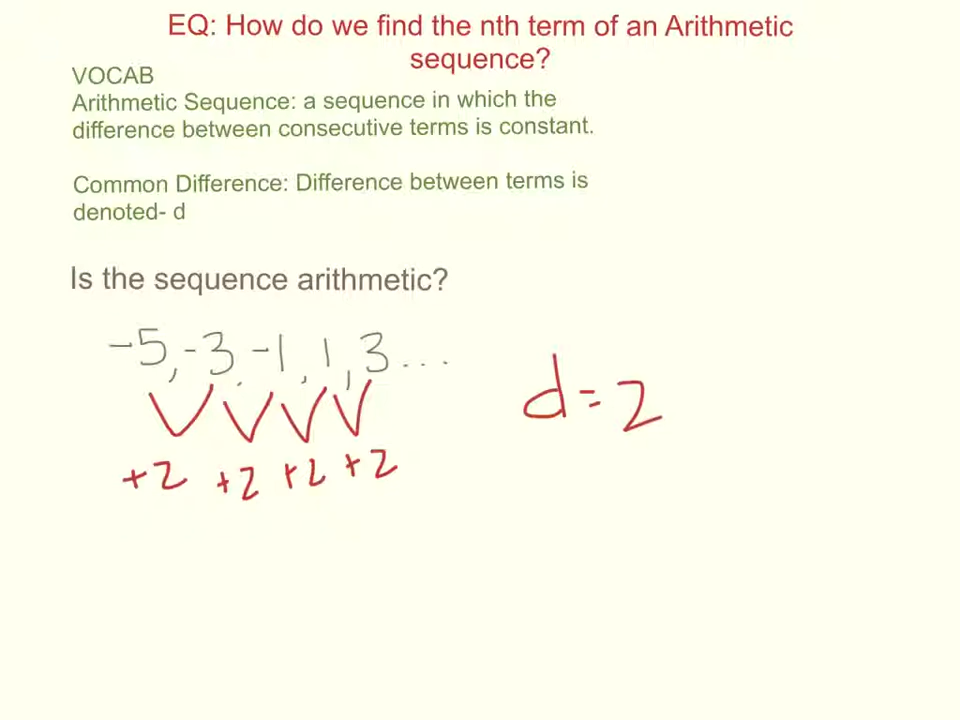 EQ: How do we find the nth term of an Arithmetic
sequence?
VOCAB
Arithmetic Sequence: a sequence in which the
difference between consecutive terms is constant.
Common Difference: Difference between terms is
denoted- d
Is the sequence arithmetic?
-5, -3, -1, 1, 3...
+2 +2 +2 +2
d=2